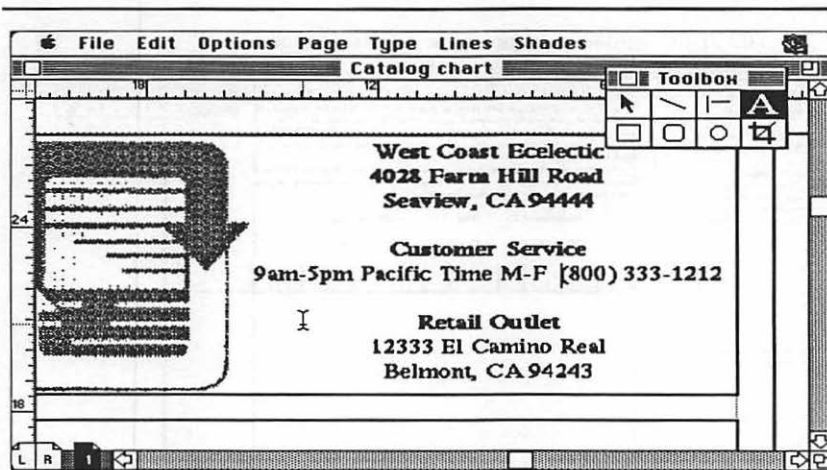 File Edit Options Page Type Lines Shades
Catalog chart
Toolbox
A
18 12
West Coast Ecelectic
4028 Farm Hill Road
Seaview, CA 94444
24
Customer Service
9am-5pm Pacific Time M-F (800) 333-1212
Retail Outlet
12333 El Camino Real
Belmont, CA 94243
18
L R 1